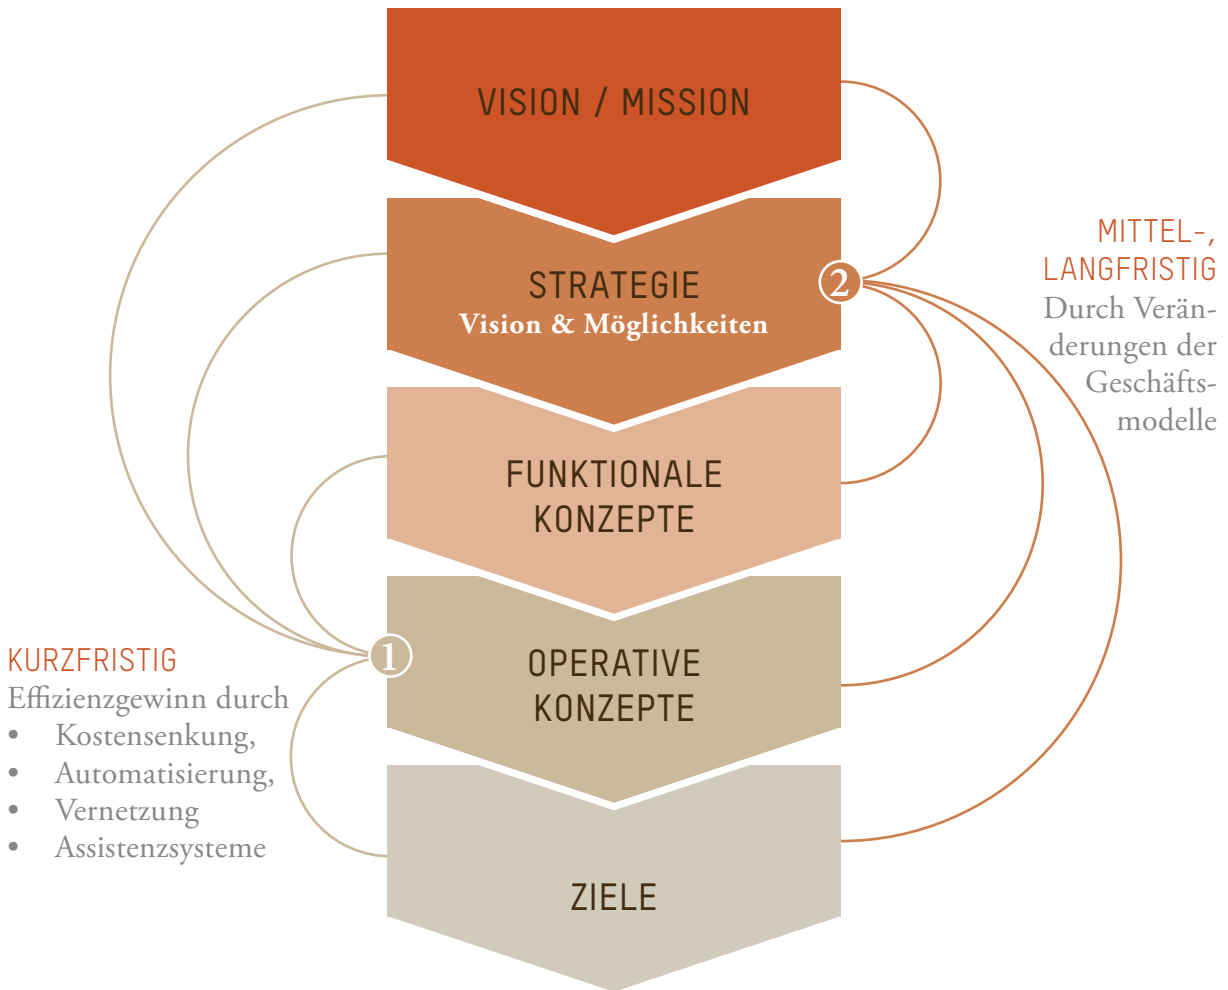 VISION / MISSION
STRATEGIE
Vision & Möglichkeiten
2
MITTEL-,
LANGFRISTIG
Durch Verän-
derungen der
Geschäfts-
modelle
FUNKTIONALE
KONZEPTE
1
OPERATIVE
KONZEPTE
KURZFRISTIG
Effizienzgewinn durch
• Kostensenkung,
• Automatisierung,
• Vernetzung
• Assistenzsysteme
ZIELE